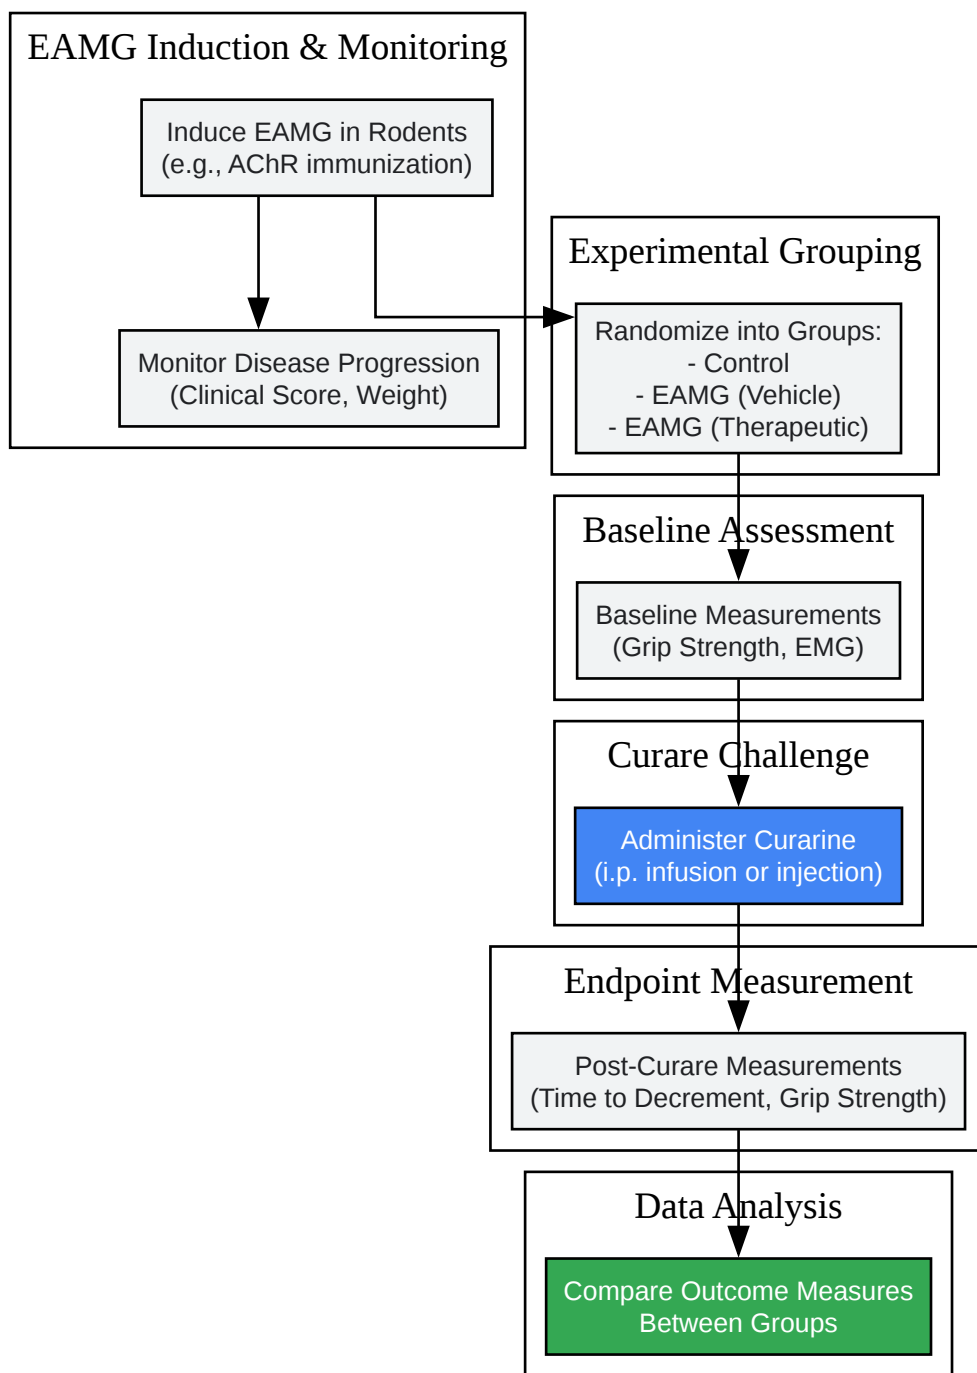 EAMG Induction & Monitoring
Induce EAMG in Rodents
(e.g., AChR immunization)
Monitor Disease Progression
(Clinical Score, Weight)
Experimental Grouping
Randomize into Groups:
- Control
- EAMG (Vehicle)
- EAMG (Therapeutic)
Baseline Assessment
Baseline Measurements
(Grip Strength, EMG)
Curare Challenge
Administer Curarine
(i.p. infusion or injection)
Endpoint Measurement
Post-Curare Measurements
(Time to Decrement, Grip Strength)
Data Analysis
Compare Outcome Measures
Between Groups